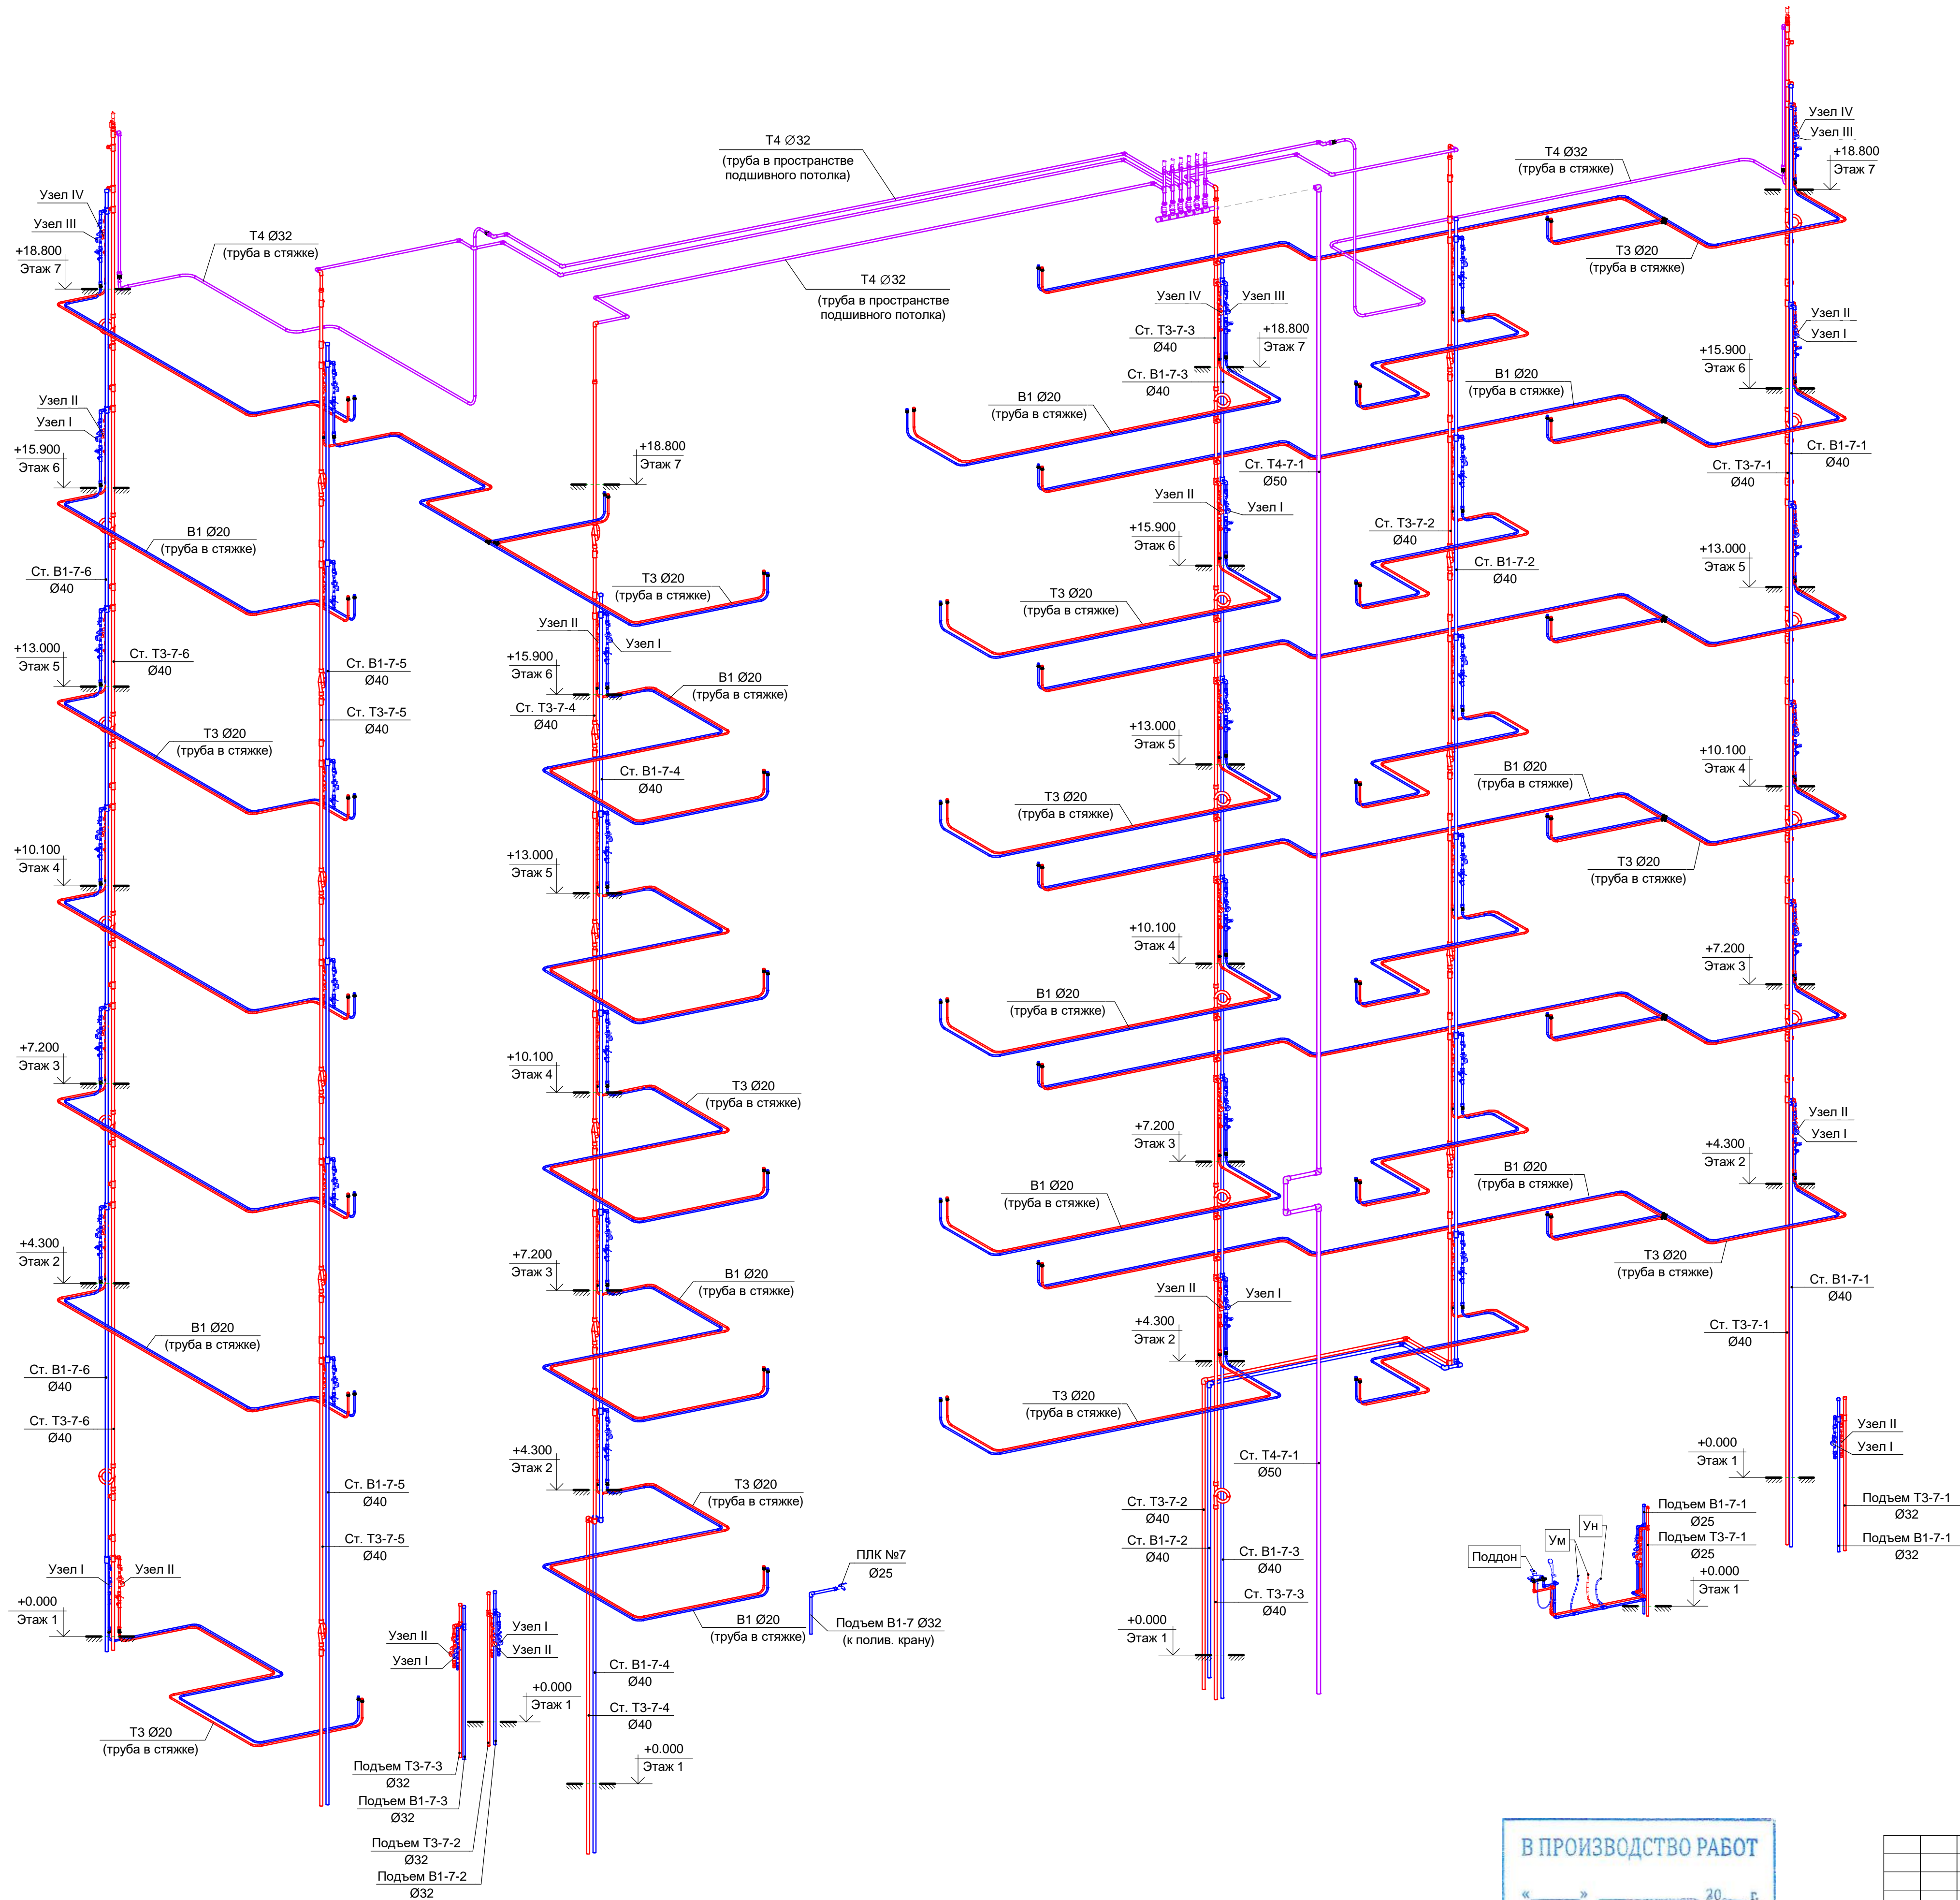 Т4 ∅32
(труба в пространстве
подшивного потолка)
Т4 Ø32
(труба в стяжке)
Узел IV
Узел III
+18.800
Этаж 7
Узел IV
Узел III
+18.800
Этаж 7
Т4 Ø32
(труба в стяжке)
Т3 Ø20
(труба в стяжке)
Т4 ∅32
(труба в пространстве
подшивного потолка)
Узел IV
Узел III
Ст. Т3-7-3
Ø40
+18.800
Этаж 7
Ст. В1-7-3
Ø40
В1 Ø20
(труба в стяжке)
Узел II
Узел I
+15.900
Этаж 6
В1 Ø20
(труба в стяжке)
Узел II
Узел I
+15.900
Этаж 6
+18.800
Этаж 7
Ст. Т4-7-1
Ø50
Ст. В1-7-1
Ø40
Ст. Т3-7-1
Ø40
В1 Ø20
(труба в стяжке)
Узел II
Узел I
+15.900
Этаж 6
Ст. Т3-7-2
Ø40
Ст. В1-7-2
Ø40
+13.000
Этаж 5
Ст. В1-7-6
Ø40
Т3 Ø20
(труба в стяжке)
Т3 Ø20
(труба в стяжке)
Узел II
Узел I
+13.000
Этаж 5
Ст. Т3-7-6
Ø40
Ст. В1-7-5
Ø40
+15.900
Этаж 6
В1 Ø20
(труба в стяжке)
Ст. Т3-7-5
Ø40
Ст. Т3-7-4
Ø40
+13.000
Этаж 5
Т3 Ø20
(труба в стяжке)
Ст. В1-7-4
Ø40
Т3 Ø20
(труба в стяжке)
В1 Ø20
(труба в стяжке)
+10.100
Этаж 4
+10.100
Этаж 4
+13.000
Этаж 5
Т3 Ø20
(труба в стяжке)
+10.100
Этаж 4
+7.200
Этаж 3
В1 Ø20
(труба в стяжке)
+7.200
Этаж 3
+10.100
Этаж 4
Т3 Ø20
(труба в стяжке)
+7.200
Этаж 3
Узел II
Узел I
+4.300
Этаж 2
В1 Ø20
(труба в стяжке)
В1 Ø20
(труба в стяжке)
+4.300
Этаж 2
+7.200
Этаж 3
В1 Ø20
(труба в стяжке)
Узел II
Узел I
Т3 Ø20
(труба в стяжке)
Ст. В1-7-1
Ø40
В1 Ø20
(труба в стяжке)
+4.300
Этаж 2
Ст. Т3-7-1
Ø40
Ст. В1-7-6
Ø40
Т3 Ø20
(труба в стяжке)
Ст. Т3-7-6
Ø40
+4.300
Этаж 2
Ст. Т4-7-1
Ø50
+0.000
Этаж 1
Узел II
Узел I
Ст. В1-7-5
Ø40
Т3 Ø20
(труба в стяжке)
Ст. Т3-7-2
Ø40
Подъем В1-7-1
Ø25
Подъем Т3-7-1
Ø32
Ст. Т3-7-5
Ø40
Ст. В1-7-2
Ø40
Ст. В1-7-3
Ø40
Поддон
Ум
Ун
Подъем Т3-7-1
Ø25
Подъем В1-7-1
Ø32
Узел I
Узел II
ПЛК №7
Ø25
Ст. Т3-7-3
Ø40
+0.000
Этаж 1
+0.000
Этаж 1
В1 Ø20
(труба в стяжке)
Подъем В1-7 Ø32
(к полив. крану)
+0.000
Этаж 1
Узел II
Узел I
Узел I
Узел II
Ст. В1-7-4
Ø40
+0.000
Этаж 1
Ст. Т3-7-4
Ø40
Т3 Ø20
(труба в стяжке)
+0.000
Этаж 1
Подъем Т3-7-3
Ø32
Подъем В1-7-3
Ø32
Подъем Т3-7-2
Ø32
Подъем В1-7-2
Ø32
В ПРОИЗВОДСТВО РАБОТ
« » 20 г.